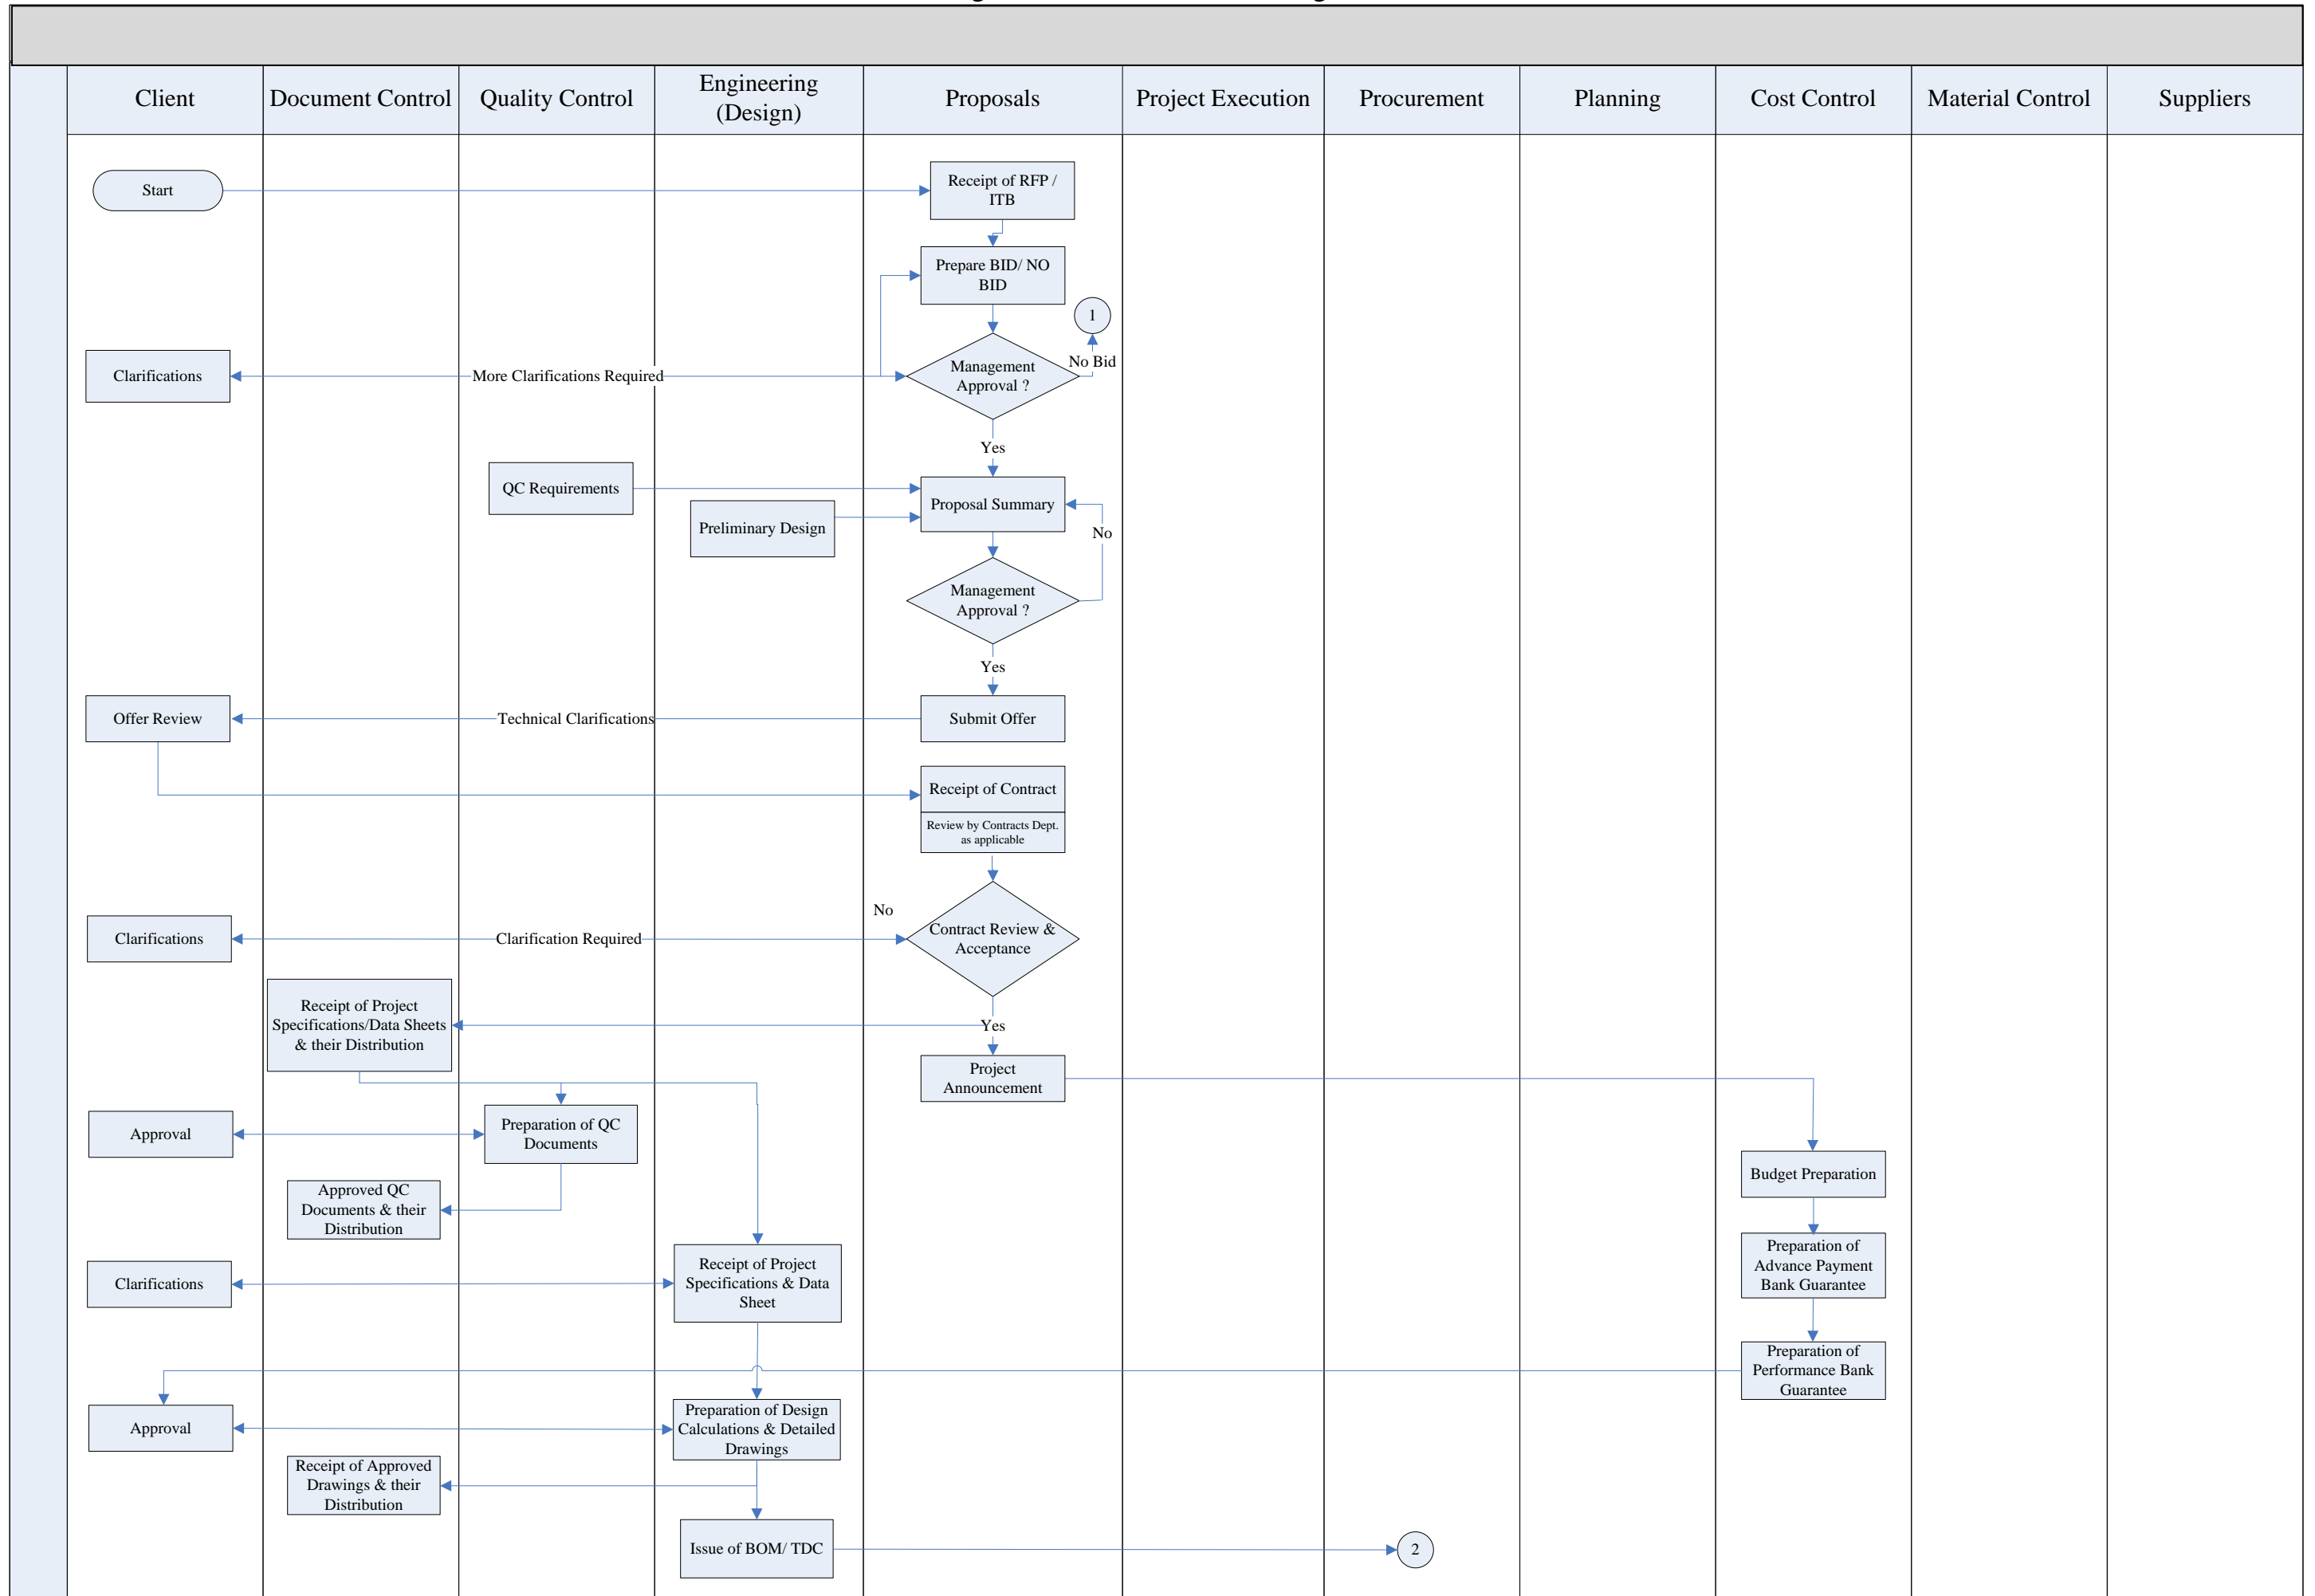 Client
Document Control
Quality Control
Engineering
(Design)
Proposals
Project Execution
Procurement
Planning
Cost Control
Material Control
Suppliers
Start
Receipt of RFP /
ITB
Prepare BID/ NO
BID
1
Clarifications
More Clarifications Required
Management
Approval ?
No Bid
Yes
QC Requirements
Preliminary Design
Proposal Summary
No
Management
Approval ?
Yes
Offer Review
Technical Clarifications
Submit Offer
Receipt of Contract
Review by Contracts Dept.
as applicable
No
Clarifications
Clarification Required
Contract Review &
Acceptance
Receipt of Project
Specifications/Data Sheets
& their Distribution
Yes
Project
Announcement
Approval
Preparation of QC
Documents
Budget Preparation
Approved QC
Documents & their
Distribution
Clarifications
Receipt of Project
Specifications & Data
Sheet
Preparation of
Advance Payment
Bank Guarantee
Preparation of
Performance Bank
Guarantee
Approval
Preparation of Design
Calculations & Detailed
Drawings
Receipt of Approved
Drawings & their
Distribution
Issue of BOM/ TDC
2